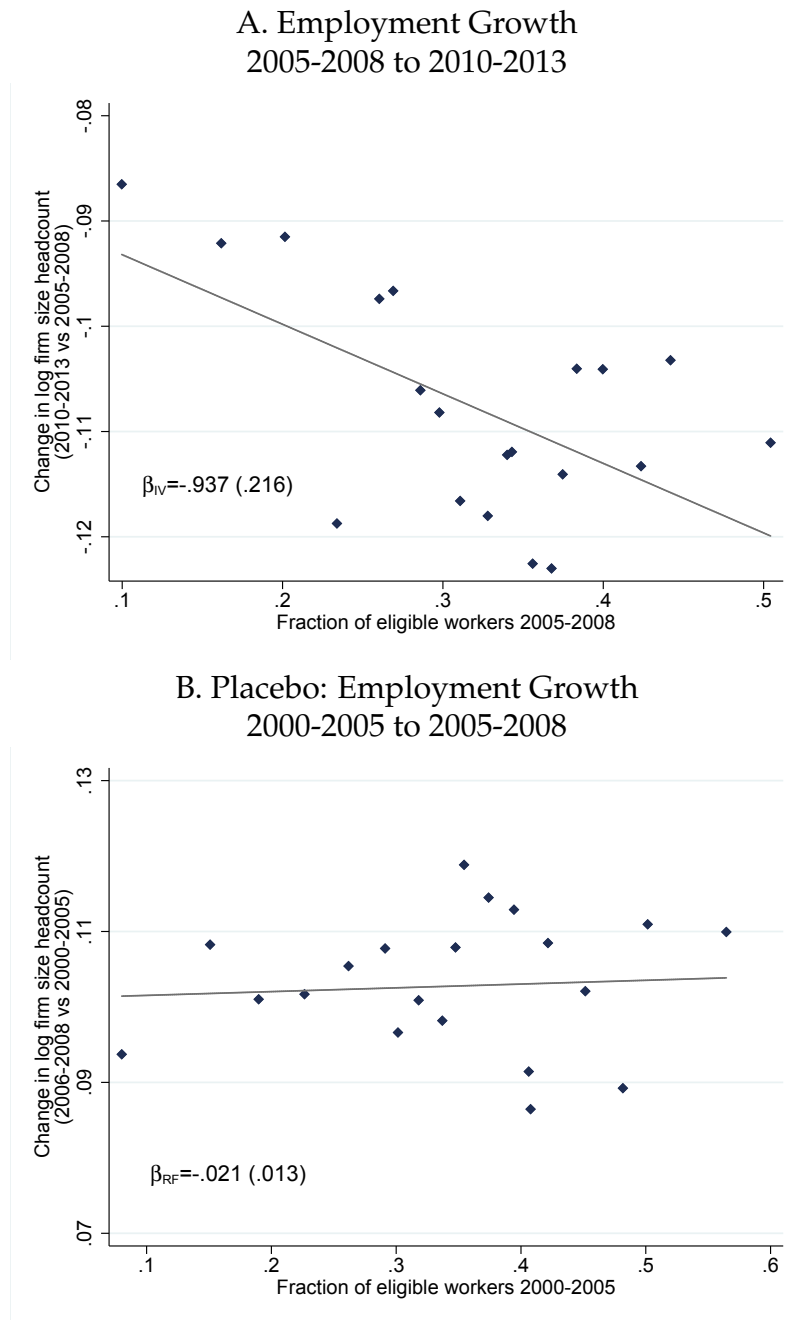 A. Employment Growth
2005-2008 to 2010-2013
Change in log firm size headcount
(2010-2013 vs 2005-2008)
-.08
-.09
-.1
-.11
-.12
βIV=-.937 (.216)
.1 .2 .3 .4 .5
Fraction of eligible workers 2005-2008
B. Placebo: Employment Growth
2000-2005 to 2005-2008
Change in log firm size headcount
(2006-2008 vs 2000-2005)
.13
.11
.09
.07
βRF=-.021 (.013)
.1 .2 .3 .4 .5 .6
Fraction of eligible workers 2000-2005